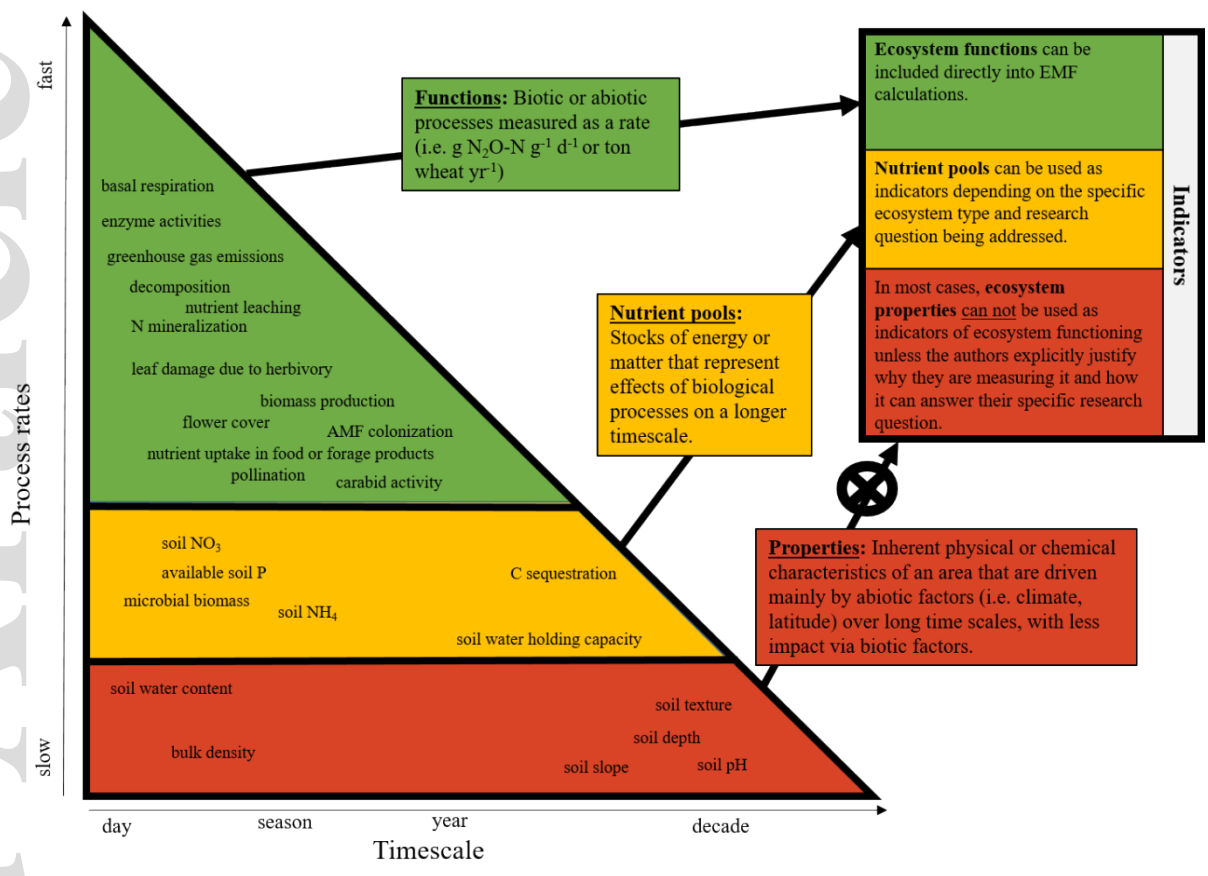 fast
Process rates
slow
basal respiration
enzyme activities
greenhouse gas emissions
decomposition
nutrient leaching
N mineralization
leaf damage due to herbivory
biomass production
flower cover
AMF colonization
nutrient uptake in food or forage products
pollination
carabid activity
soil NO₃
available soil P
C sequestration
microbial biomass
soil NH₄
soil water holding capacity
soil water content
soil texture
bulk density
soil depth
soil slope
soil pH
day
season
year
decade
Timescale
Functions: Biotic or abiotic
processes measured as a rate
(i.e. g N₂O-N g⁻¹ d⁻¹ or ton
wheat yr⁻¹)
Nutrient pools:
Stocks of energy or
matter that represent
effects of biological
processes on a longer
timescale.
Properties: Inherent physical or chemical
characteristics of an area that are driven
mainly by abiotic factors (i.e. climate,
latitude) over long time scales, with less
impact via biotic factors.
Ecosystem functions can be
included directly into EMF
calculations.
Nutrient pools can be used as
indicators depending on the specific
ecosystem type and research
question being addressed.
In most cases, ecosystem
properties can not be used as
indicators of ecosystem functioning
unless the authors explicitly justify
why they are measuring it and how
it can answer their specific research
question.
Indicators